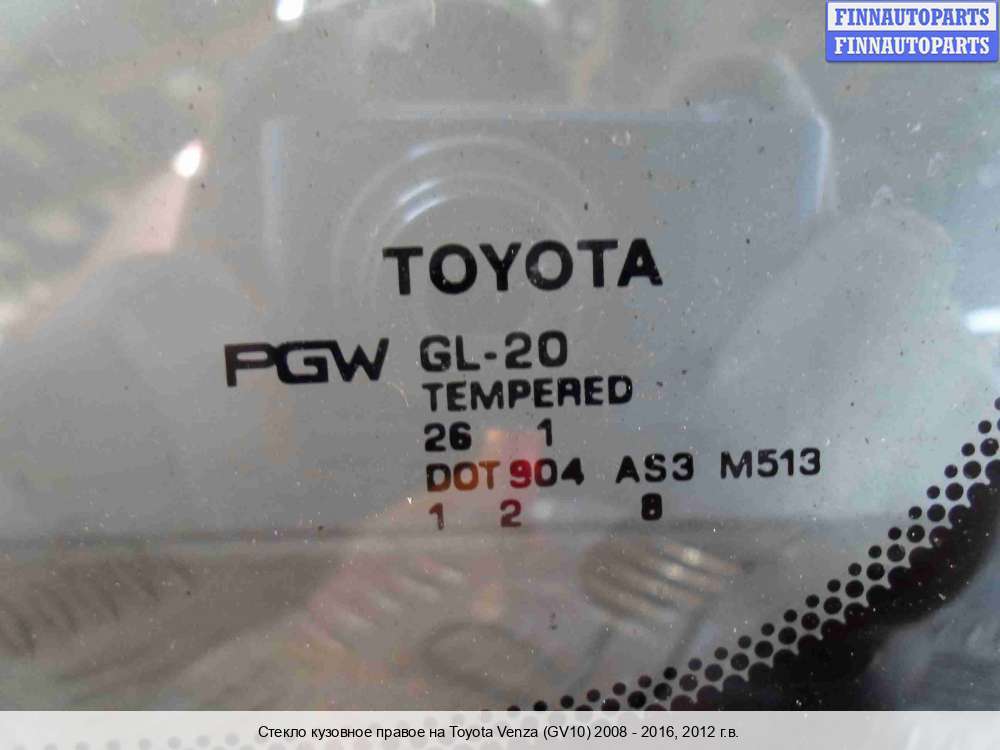 FINNAUTOPARTS
FINNAUTOPARTS
TOYOTA
PGW GL-20
TEMPERED
26 1
DOT 904 AS3 M513
1 2 8
Стекло кузовное правое на Toyota Venza (GV10) 2008 - 2016, 2012 г.в.